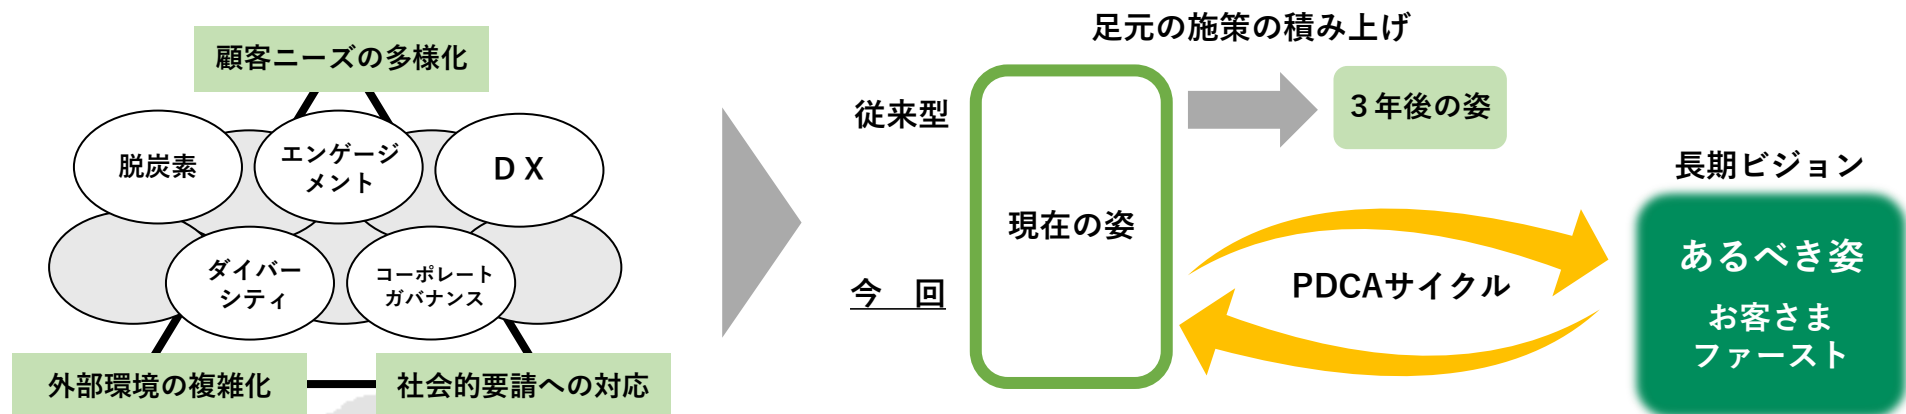 顧客ニーズの多様化
脱炭素
エンゲージ
メント
ＤＸ
ダイバー
シティ
コーポレート
ガバナンス
外部環境の複雑化
社会的要請への対応
足元の施策の積み上げ
従来型
３年後の姿
現在の姿
今　回
PDCAサイクル
長期ビジョン
あるべき姿
お客さま
ファースト